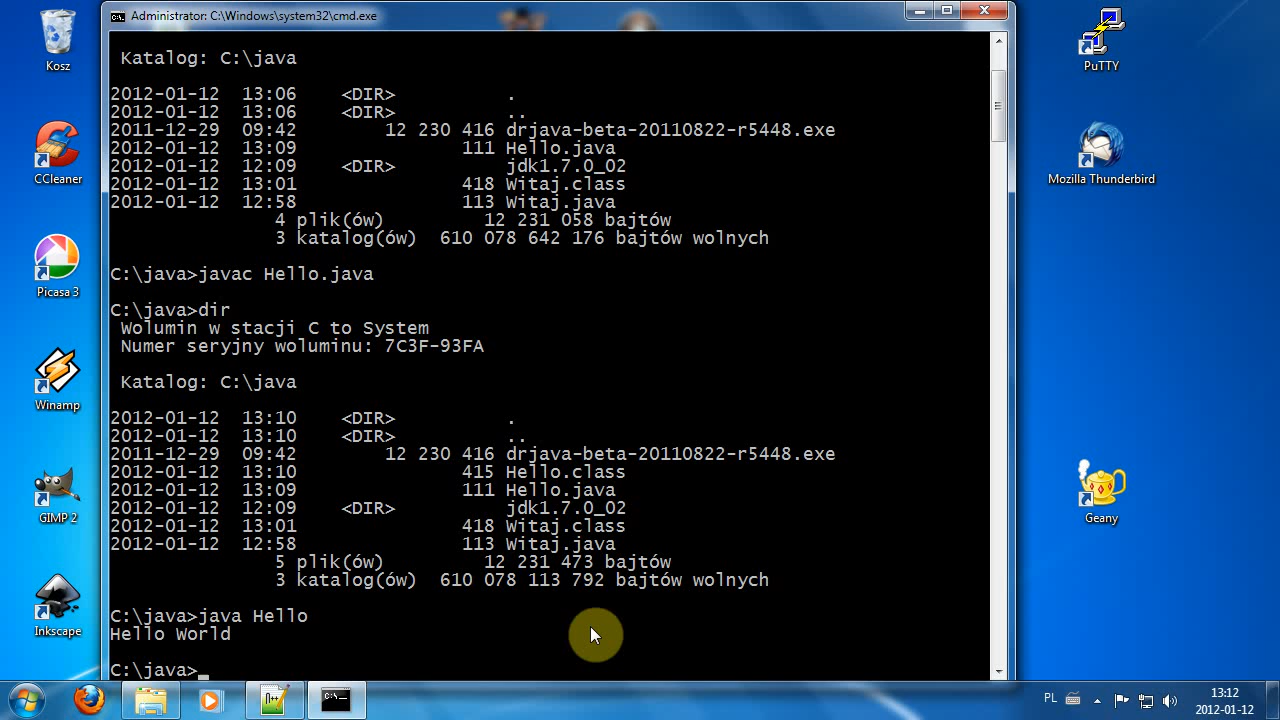 Administrator: C:\Windows\system32\cmd.exe
Katalog: C:\java
2012-01-12 13:06 <DIR> .
2012-01-12 13:06 <DIR> ..
2011-12-29 09:42 12 230 416 drjava-beta-20110822-r5448.exe
2012-01-12 13:09 111 Hello.java
2012-01-12 12:09 <DIR> jdk1.7.0_02
2012-01-12 13:01 418 Witaj.class
2012-01-12 12:58 113 Witaj.java
4 plik(ów) 12 231 058 bajtów
3 katalog(ów) 610 078 642 176 bajtów wolnych
C:\java>javac Hello.java
C:\java>dir
Wolumin w stacji C to System
Numer seryjny woluminu: 7C3F-93FA
Katalog: C:\java
2012-01-12 13:10 <DIR> .
2012-01-12 13:10 <DIR> ..
2011-12-29 09:42 12 230 416 drjava-beta-20110822-r5448.exe
2012-01-12 13:10 415 Hello.class
2012-01-12 13:09 111 Hello.java
2012-01-12 12:09 <DIR> jdk1.7.0_02
2012-01-12 13:01 418 Witaj.class
2012-01-12 12:58 113 Witaj.java
5 plik(ów) 12 231 473 bajtów
3 katalog(ów) 610 078 113 792 bajtów wolnych
C:\java>java Hello
Hello World
C:\java>_
Kosz
CCleaner
Picasa 3
Winamp
GIMP 2
Inkscape
PuTTY
Mozilla Thunderbird
Geany
PL
13:12
2012-01-12